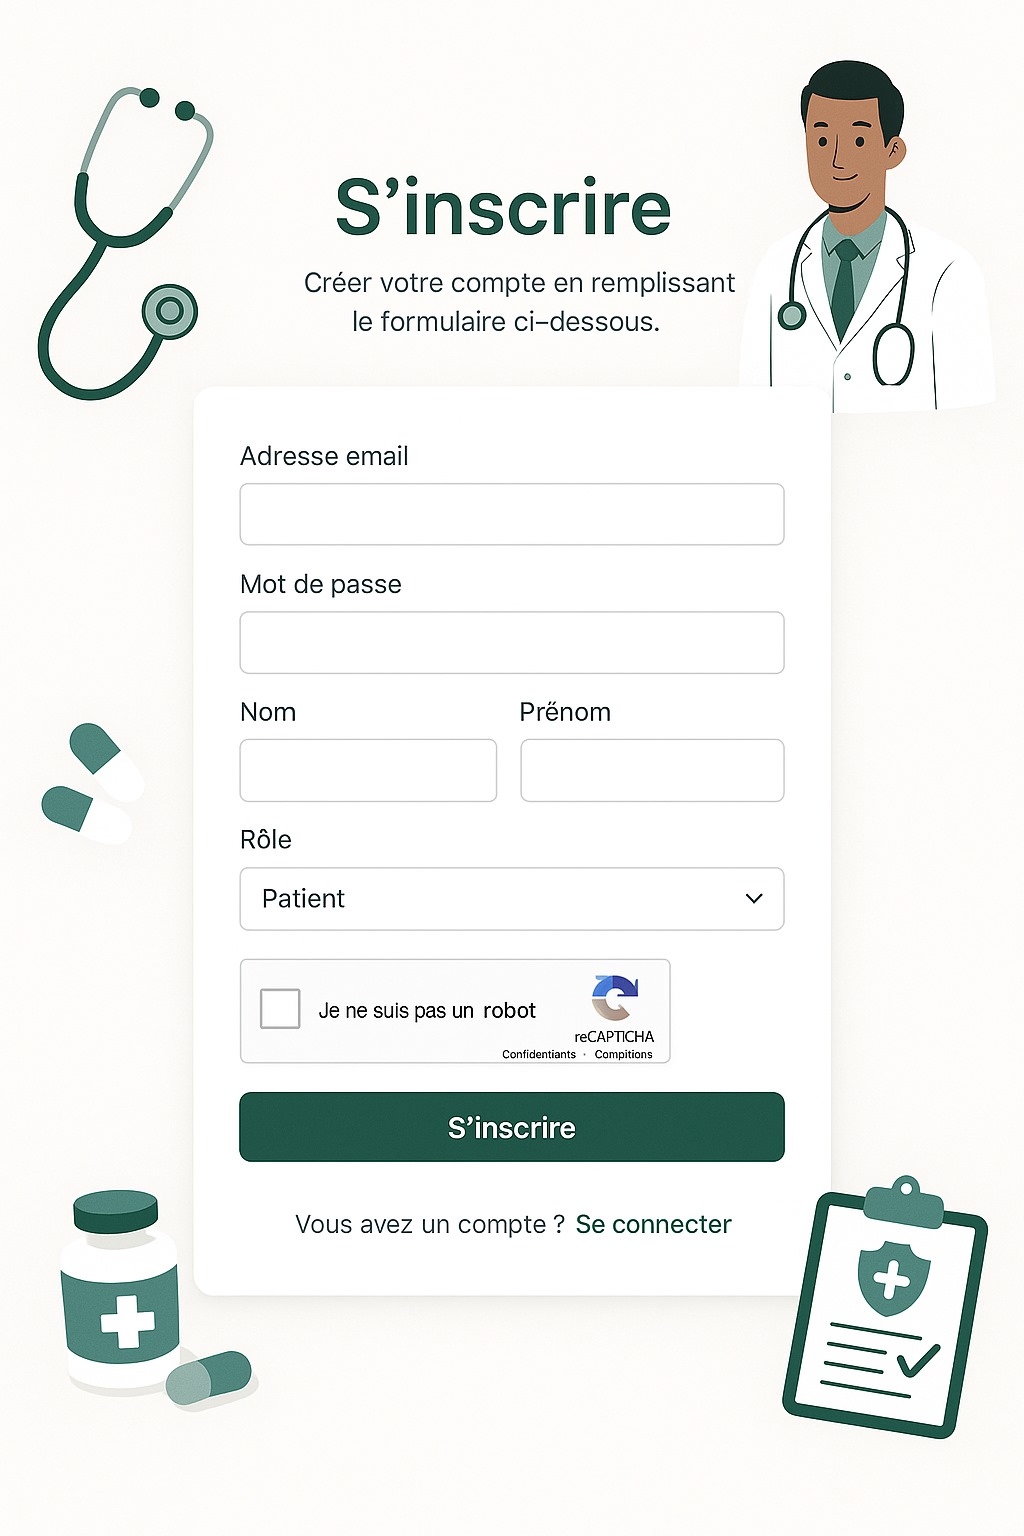 S’inscrire
Créer votre compte en remplissant
le formulaire ci–dessous.
Adresse email
Mot de passe
Nom
Prënom
Rôle
Patient
Je ne suis pas un robot
reCAPTICHA
Confidentiants · Compitions
S’inscrire
Vous avez un compte ? Se connecter